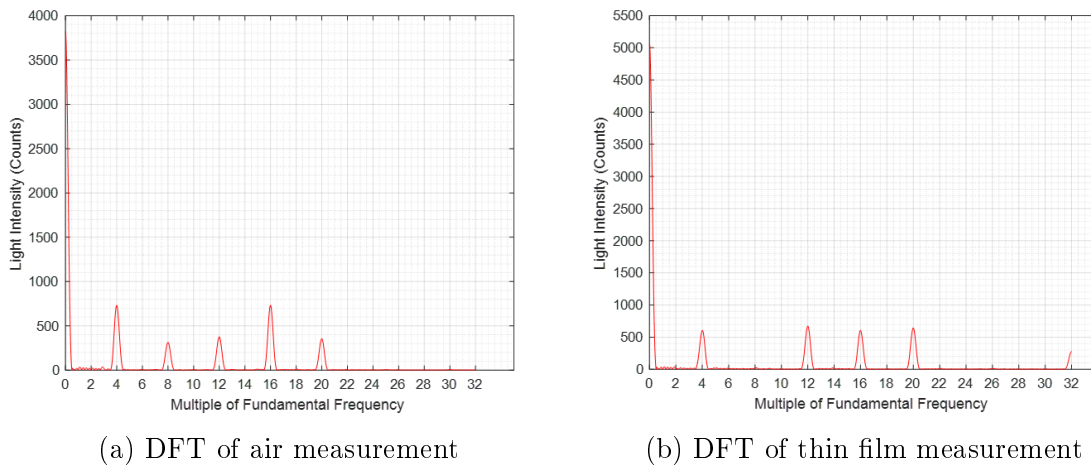 4000
3500
3000
2500
2000
1500
1000
500
0
Light Intensity (Counts)
0 2 4 6 8 10 12 14 16 18 20 22 24 26 28 30 32
Multiple of Fundamental Frequency
(a) DFT of air measurement
5500
5000
4500
4000
3500
3000
2500
2000
1500
1000
500
0
Light Intensity (Counts)
0 2 4 6 8 10 12 14 16 18 20 22 24 26 28 30 32
Multiple of Fundamental Frequency
(b) DFT of thin film measurement